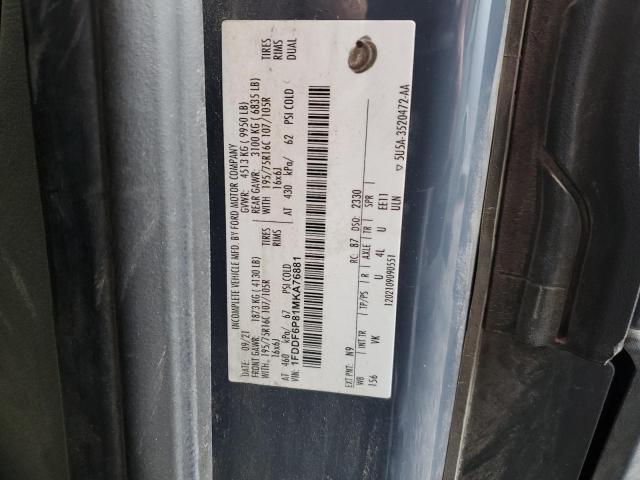 INCOMPLETE VEHICLE MFD. BY FORD MOTOR COMPANY
09/21 GVWR: 4513 KG ( 9950 LB)
FRONT GAWR: 1873 KG ( 4130 LB) REAR GAWR: 3100 KG ( 6835 LB)
WITH 195/75R16C 107/105R TIRES WITH 195/75R16C 107/105R TIRES
16x6J RIMS 16x6J RIMS
AT 460 kPa/ 67 PSI COLD AT 430 kPa/ 62 PSI COLD DUAL
VIN: 1FDDF6P81MKA76881
EXT PNT: N9 RC: 87 DSO: 2330
WB INT TR TP/PS R AXLE TR SPR
156 VK U 4L U EE11
ULN
1202109090551
▽ 5U5A-3520472-AA